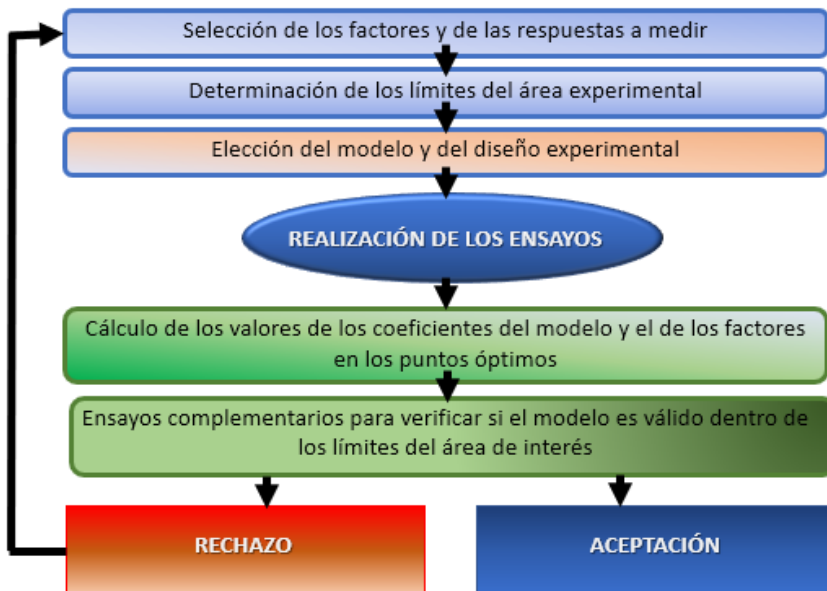 Selección de los factores y de las respuestas a medir
Determinación de los límites del área experimental
Elección del modelo y del diseño experimental
REALIZACIÓN DE LOS ENSAYOS
Cálculo de los valores de los coeficientes del modelo y el de los factores
en los puntos óptimos
Ensayos complementarios para verificar si el modelo es válido dentro de
los límites del área de interés
RECHAZO
ACEPTACIÓN